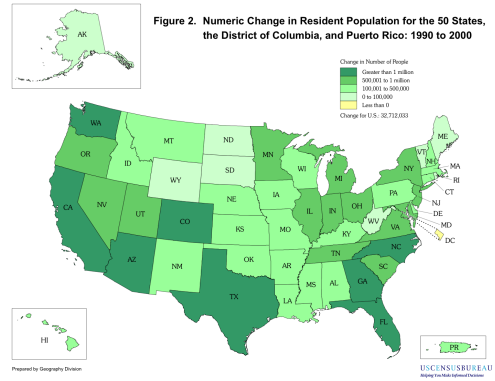 Figure 2. Numeric Change in Resident Population for the 50 States,
the District of Columbia, and Puerto Rico: 1990 to 2000
Change in Number of People
Greater than 1 million
500,001 to 1 million
100,001 to 500,000
0 to 100,000
Less than 0
Change for U.S.: 32,712,033
AK
WA
OR
CA
NV
ID
MT
WY
UT
AZ
CO
NM
ND
SD
NE
KS
OK
TX
MN
IA
MO
AR
LA
WI
IL
MI
IN
OH
KY
TN
MS
AL
GA
FL
SC
NC
VA
WV
PA
NY
VT
NH
ME
MA
RI
CT
NJ
DE
MD
DC
HI
PR
Prepared by Geography Division
USCENSUSBUREAU
Helping You Make Informed Decisions